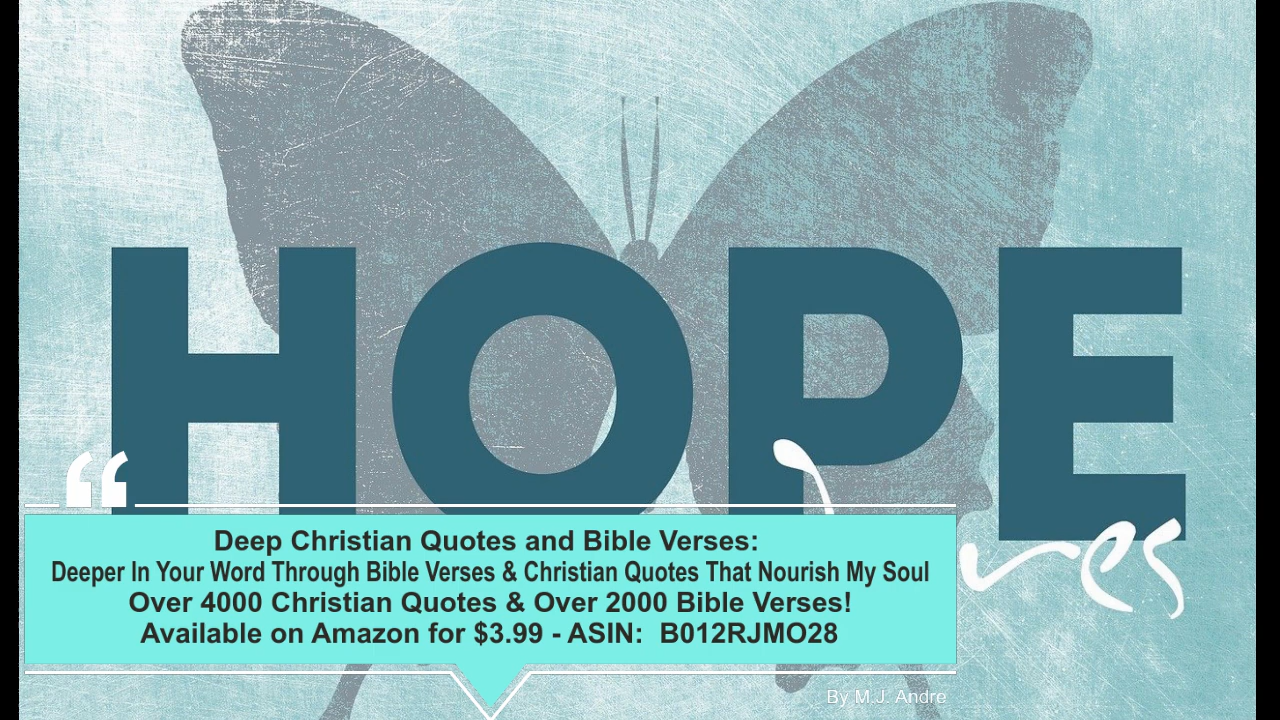 HOPE
ves
Deep Christian Quotes and Bible Verses:
Deeper In Your Word Through Bible Verses & Christian Quotes That Nourish My Soul
Over 4000 Christian Quotes & Over 2000 Bible Verses!
Available on Amazon for $3.99 - ASIN:  B012RJMO28
By M.J. Andre